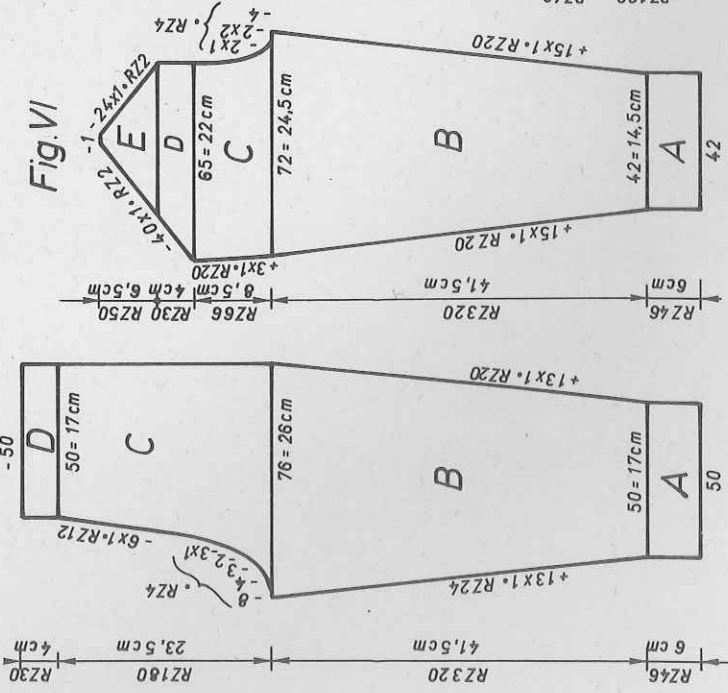 Fig. VI
- 50
D
50 = 17 cm
C
- 6x1 • RZ12
- 8
- 4
- 3
- 2
- 3x1
• RZ4
76 = 26 cm
B
+13x1 • RZ20
+13x1 • RZ24
50 = 17 cm
A
50
RZ30 4 cm
RZ180 23,5 cm
RZ320 41,5 cm
RZ46 6 cm
- 1
- 24x1 • RZ2
- 40x1 • RZ2
E
D
65 = 22 cm
C
- 2x1
- 2x2
- 4
• RZ4
+3x1 • RZ20
72 = 24,5 cm
B
+15x1 • RZ20
+15x1 • RZ20
42 = 14,5 cm
A
42
RZ50 6,5 cm
RZ30 4 cm
RZ66 8,5 cm
RZ320 41,5 cm
RZ46 6 cm